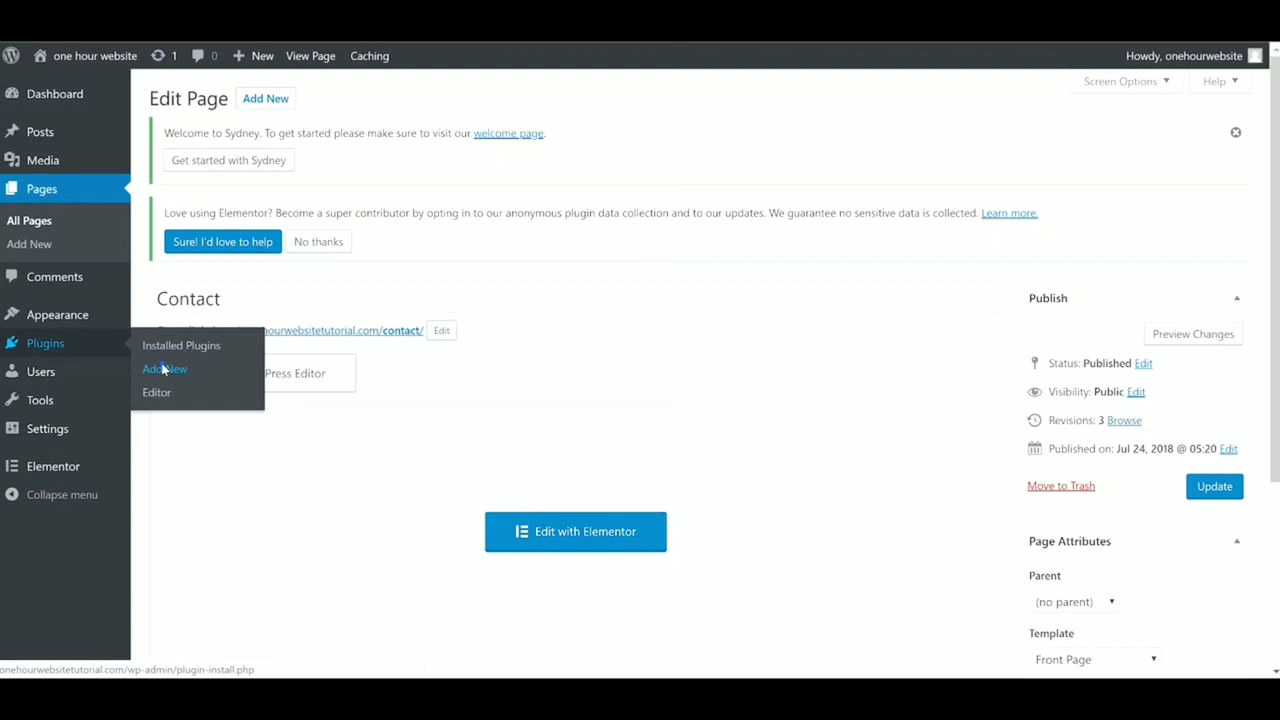 one hour website 1 0 New View Page Caching Howdy, onehourwebsite
Screen Options Help
Dashboard
Posts
Media
Pages
All Pages
Add New
Comments
Appearance
Plugins
Users
Tools
Settings
Elementor
Collapse menu
Installed Plugins
Add New
Editor
Edit Page Add New
Welcome to Sydney. To get started please make sure to visit our welcome page.
Get started with Sydney
Love using Elementor? Become a super contributor by opting in to our anonymous plugin data collection and to our updates. We guarantee no sensitive data is collected. Learn more.
Sure! I'd love to help No thanks
Contact
hourwebsitetutorial.com/contact/ Edit
Press Editor
Edit with Elementor
Publish
Preview Changes
Status: Published Edit
Visibility: Public Edit
Revisions: 3 Browse
Published on: Jul 24, 2018 @ 05:20 Edit
Move to Trash Update
Page Attributes
Parent
(no parent)
Template
Front Page
onehourwebsitetutorial.com/wp-admin/plugin-install.php